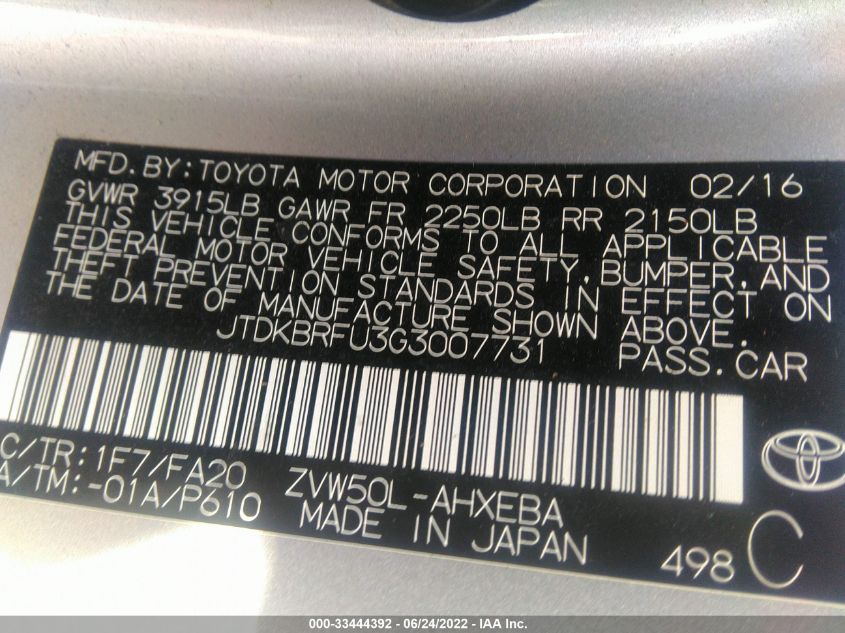 MFD.BY:TOYOTA MOTOR CORPORATION 02/16
GVWR 3915LB GAWR FR 2250LB RR 2150LB
THIS VEHICLE CONFORMS TO ALL APPLICABLE
FEDERAL MOTOR VEHICLE SAFETY,BUMPER,AND
THEFT PREVENTION STANDARDS IN EFFECT ON
THE DATE OF MANUFACTURE SHOWN ABOVE.
JTDKBRFU3G3007731 PASS.CAR
C/TR:1F7/FA20 ZVW50L-AHXEBA
A/TM:-01A/P610 MADE IN JAPAN 498 C
000-33444392 - 06/24/2022 - IAA Inc.